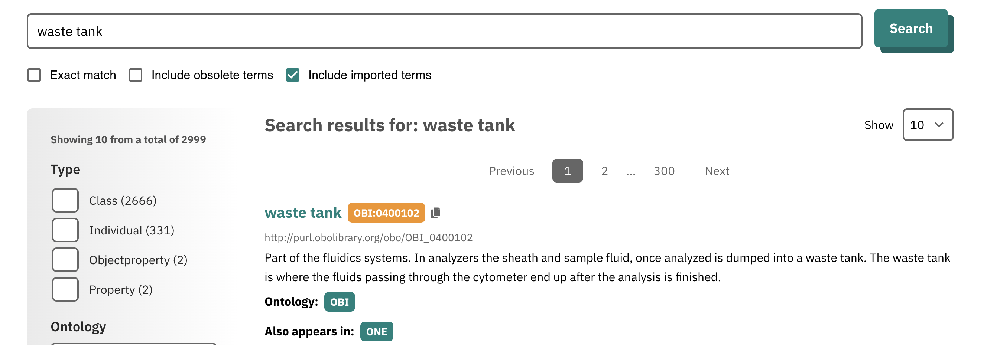 waste tank
Search
Exact match
Include obsolete terms
Include imported terms
Showing 10 from a total of 2999
Type
Class (2666)
Individual (331)
Objectproperty (2)
Property (2)
Ontology
Search results for: waste tank
Show 10
Previous 1 2 ... 300 Next
waste tank OBI:0400102
http://purl.obolibrary.org/obo/OBI_0400102
Part of the fluidics systems. In analyzers the sheath and sample fluid, once analyzed is dumped into a waste tank. The waste tank
is where the fluids passing through the cytometer end up after the analysis is finished.
Ontology: OBI
Also appears in: ONE